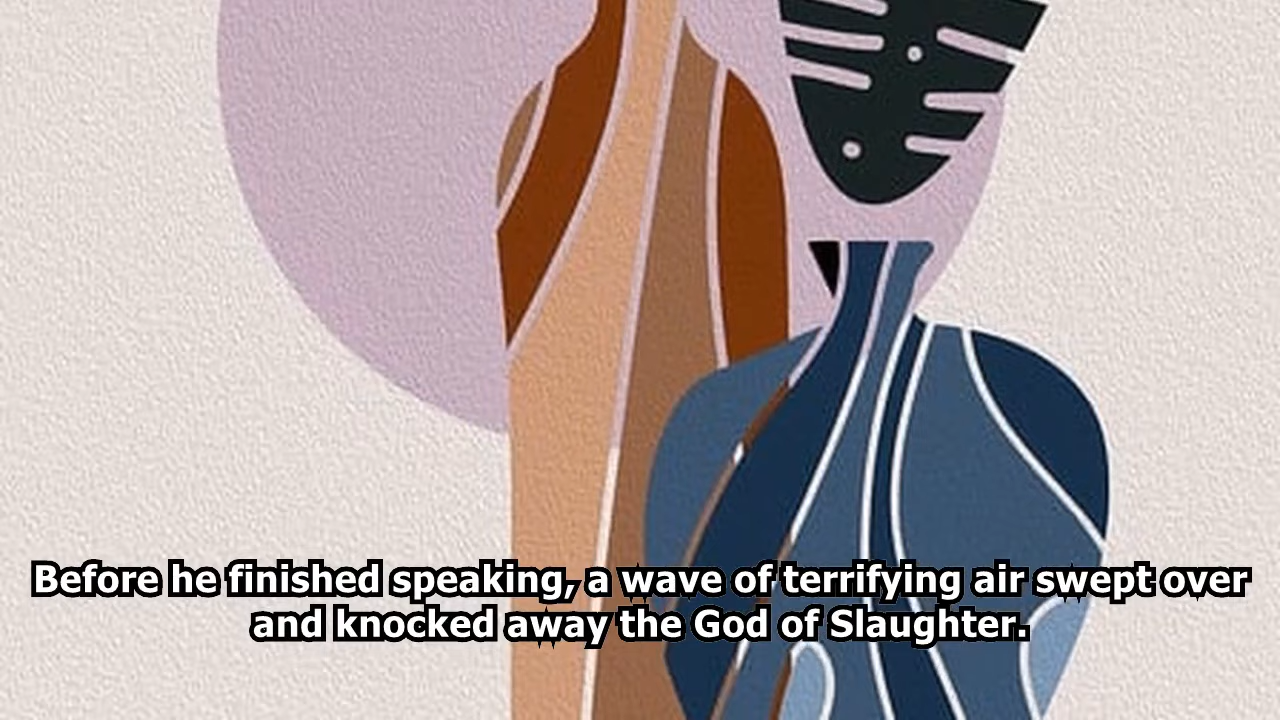 Before he finished speaking, a wave of terrifying air swept over
and knocked away the God of Slaughter.